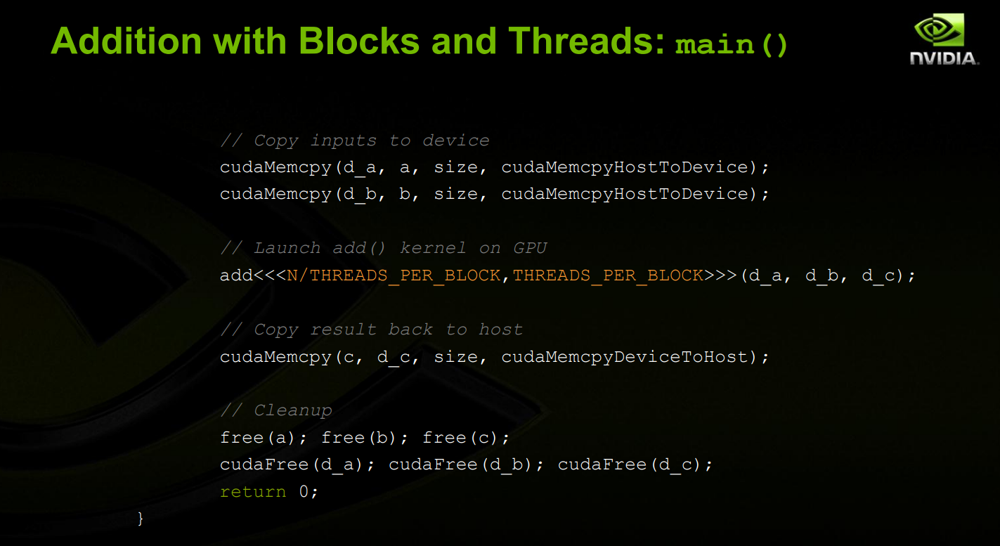 Addition with Blocks and Threads: main()
NVIDIA.
// Copy inputs to device
cudaMemcpy(d_a, a, size, cudaMemcpyHostToDevice);
cudaMemcpy(d_b, b, size, cudaMemcpyHostToDevice);
// Launch add() kernel on GPU
add<<<N/THREADS_PER_BLOCK,THREADS_PER_BLOCK>>>(d_a, d_b, d_c);
// Copy result back to host
cudaMemcpy(c, d_c, size, cudaMemcpyDeviceToHost);
// Cleanup
free(a); free(b); free(c);
cudaFree(d_a); cudaFree(d_b); cudaFree(d_c);
return 0;
}